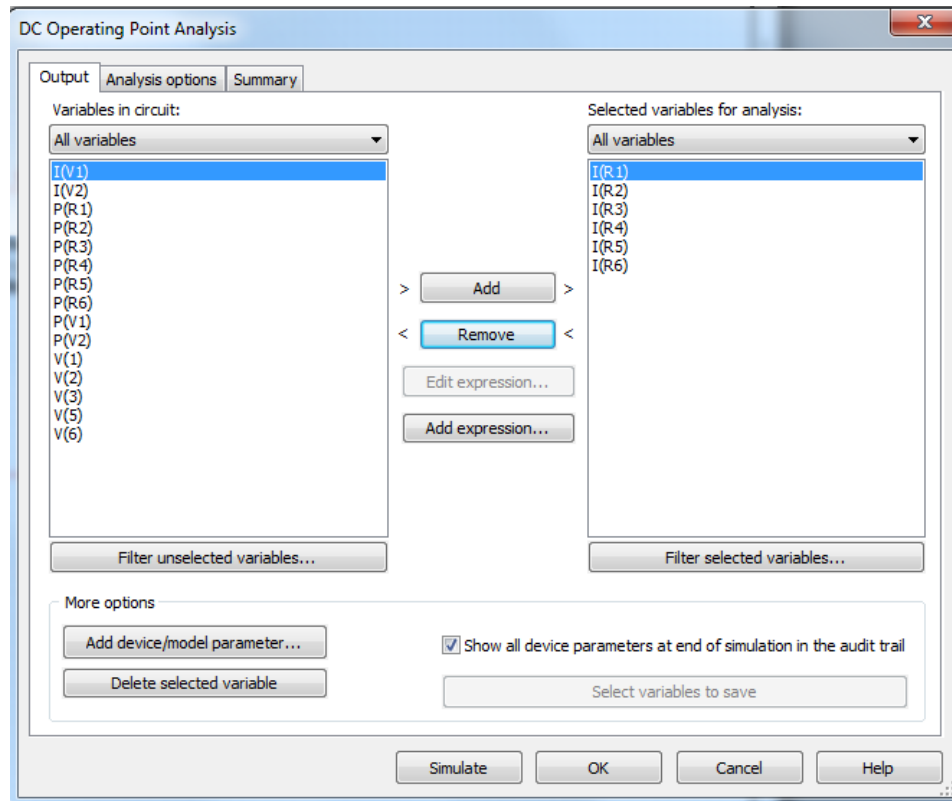 DC Operating Point Analysis
x
Output Analysis options Summary
Variables in circuit:
All variables
I(V1)
I(V2)
P(R1)
P(R2)
P(R3)
P(R4)
P(R5)
P(R6)
P(V1)
P(V2)
V(1)
V(2)
V(3)
V(5)
V(6)
Filter unselected variables...
> Add >
< Remove <
Edit expression...
Add expression...
Selected variables for analysis:
All variables
I(R1)
I(R2)
I(R3)
I(R4)
I(R5)
I(R6)
Filter selected variables...
More options
Add device/model parameter...
Delete selected variable
Show all device parameters at end of simulation in the audit trail
Select variables to save
Simulate OK Cancel Help